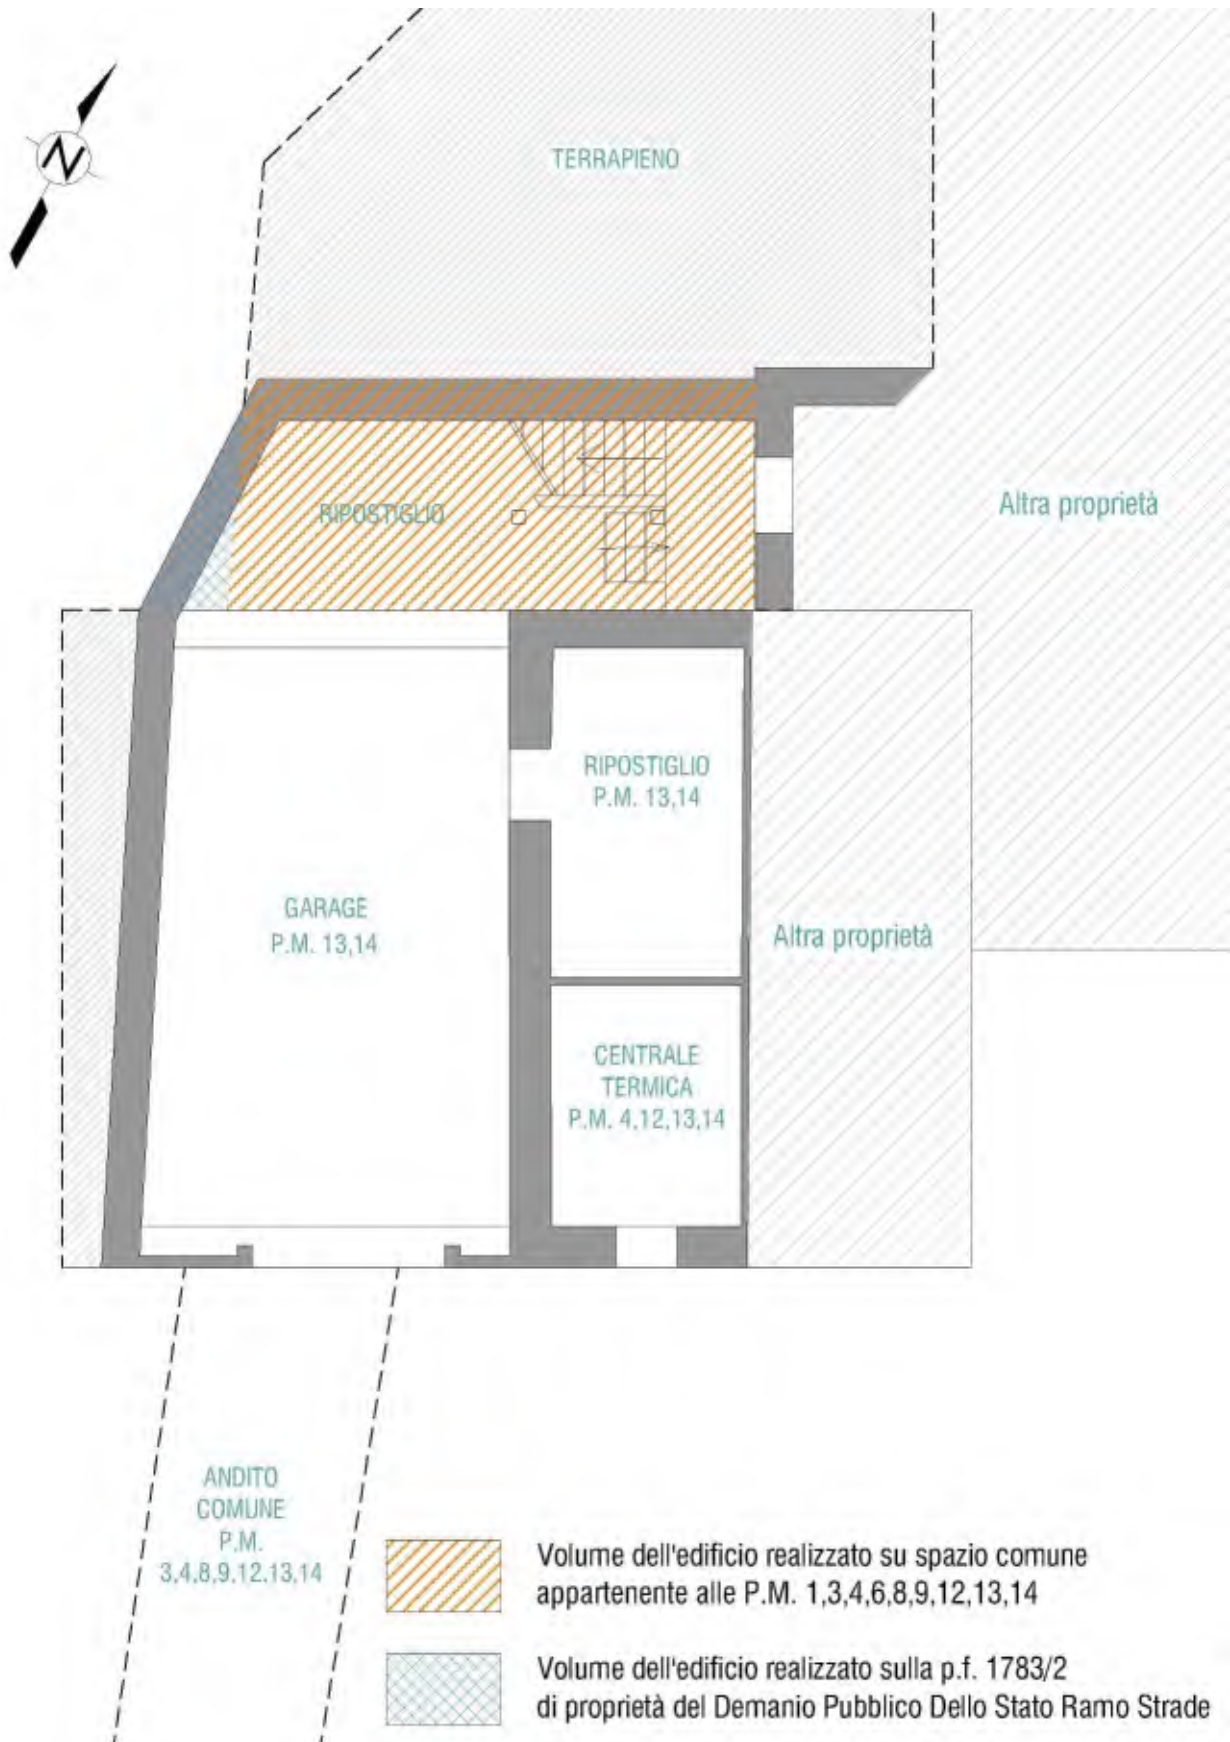 N
TERRAPIENO
RIPOSTIGLIO
Altra proprietà
RIPOSTIGLIO
P.M. 13,14
GARAGE
P.M. 13,14
Altra proprietà
CENTRALE
TERMICA
P.M. 4,12,13,14
ANDITO
COMUNE
P.M.
3,4,8,9,12,13,14
Volume dell'edificio realizzato su spazio comune
appartenente alle P.M. 1,3,4,6,8,9,12,13,14
Volume dell'edificio realizzato sulla p.f. 1783/2
di proprietà del Demanio Pubblico Dello Stato Ramo Strade